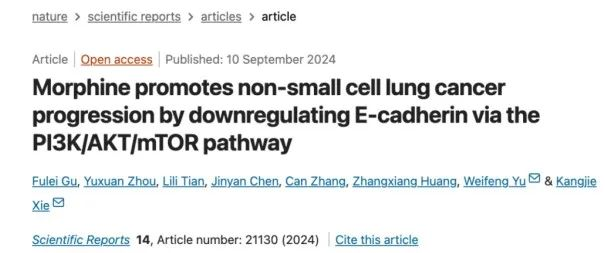 nature > scientific reports > articles > article
Article | Open access | Published: 10 September 2024
Morphine promotes non-small cell lung cancer
progression by downregulating E-cadherin via the
PI3K/AKT/mTOR pathway
Fulei Gu, Yuxuan Zhou, Lili Tian, Jinyan Chen, Can Zhang, Zhangxiang Huang, Weifeng Yu & Kangjie
Xie
Scientific Reports 14, Article number: 21130 (2024) | Cite this article